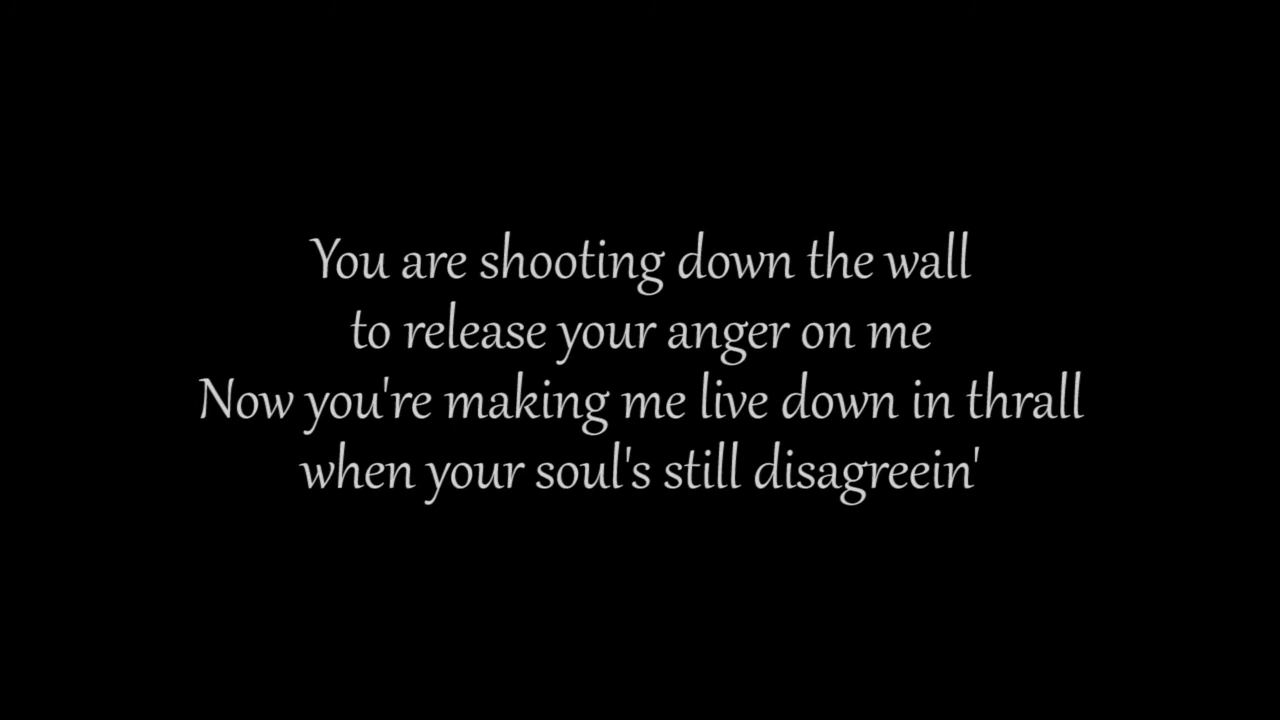 You are shooting down the wall
to release your anger on me
Now you're making me live down in thrall
when your soul's still disagreein'